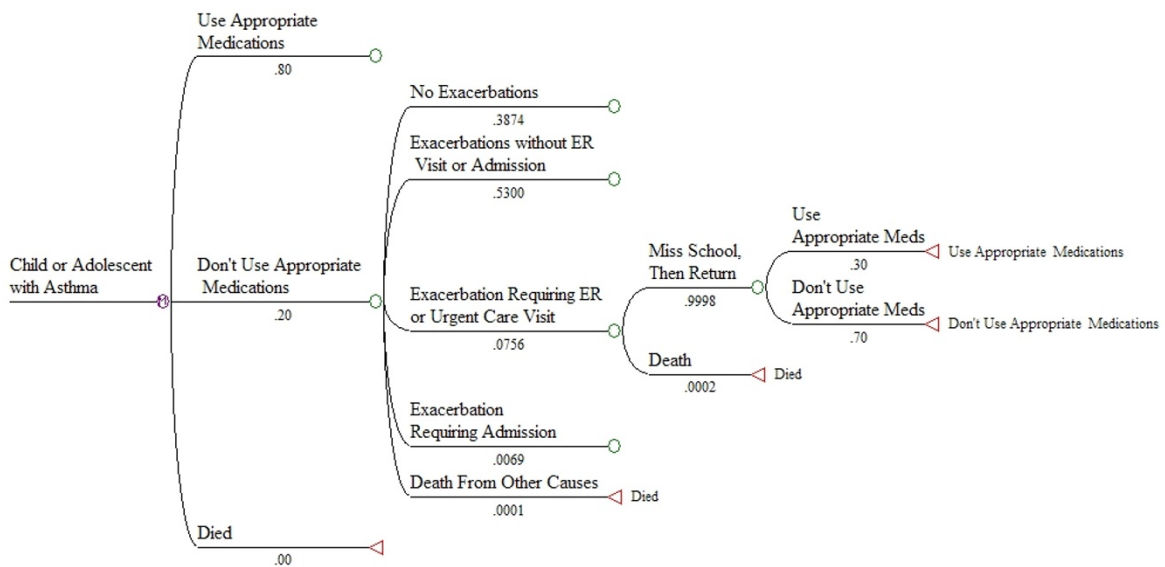 Use Appropriate
Medications
.80
No Exacerbations
.3874
Exacerbations without ER
Visit or Admission
.5300
Child or Adolescent
with Asthma
M
Don't Use Appropriate
Medications
.20
Exacerbation Requiring ER
or Urgent Care Visit
.0756
Miss School,
Then Return
.9998
Use
Appropriate Meds
.30
Use Appropriate Medications
Don't Use
Appropriate Meds
.70
Don't Use Appropriate Medications
Death
.0002
Died
Exacerbation
Requiring Admission
.0069
Death From Other Causes
.0001
Died
Died
.00